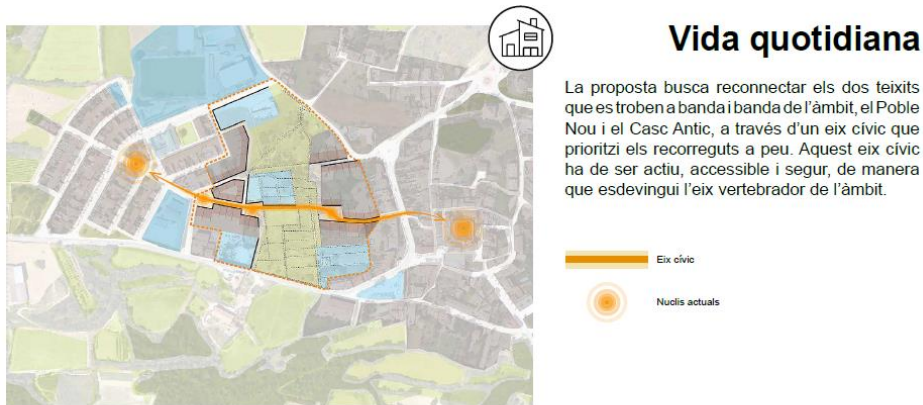 Vida quotidiana
La proposta busca reconnectar els dos teixits
que es troben a banda i banda de l'àmbit, el Poble
Nou i el Casc Antic, a través d'un eix cívic que
prioritzi els recorreguts a peu. Aquest eix cívic
ha de ser actiu, accessible i segur, de manera
que esdevingui l'eix vertebrador de l'àmbit.
Eix cívic
Nuclis actuals